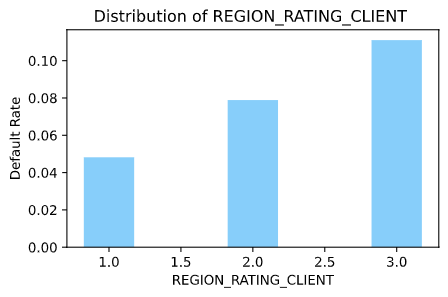 Distribution of REGION_RATING_CLIENT
Default Rate
0.10
0.08
0.06
0.04
0.02
0.00
1.0 1.5 2.0 2.5 3.0
REGION_RATING_CLIENT